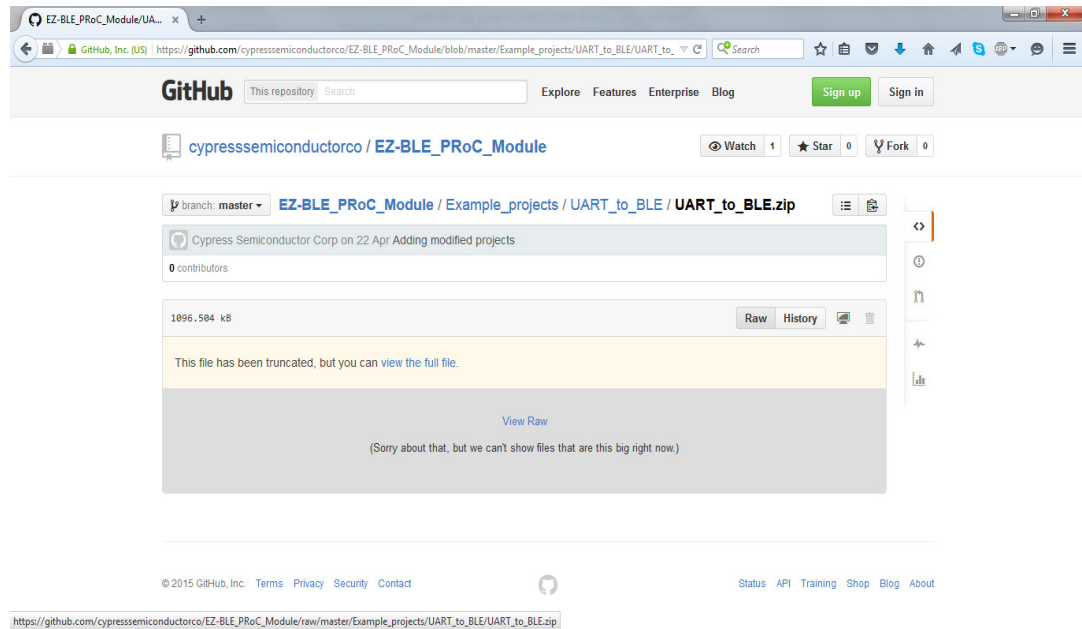 EZ-BLE_PRoC_Module/UA... × +
GitHub, Inc. (US) https://github.com/cypresssemiconductorco/EZ-BLE_PRoC_Module/blob/master/Example_projects/UART_to_BLE/UART_to_ Search
GitHub This repository Search Explore Features Enterprise Blog Sign up Sign in
cypresssemiconductorco / EZ-BLE_PRoC_Module Watch 1 Star 0 Fork 0
branch: master EZ-BLE_PRoC_Module / Example_projects / UART_to_BLE / UART_to_BLE.zip
Cypress Semiconductor Corp on 22 Apr Adding modified projects
0 contributors
1096.504 kB Raw History
This file has been truncated, but you can view the full file.
View Raw
(Sorry about that, but we can't show files that are this big right now.)
© 2015 GitHub, Inc. Terms Privacy Security Contact Status API Training Shop Blog About
https://github.com/cypresssemiconductorco/EZ-BLE_PRoC_Module/raw/master/Example_projects/UART_to_BLE/UART_to_BLE.zip